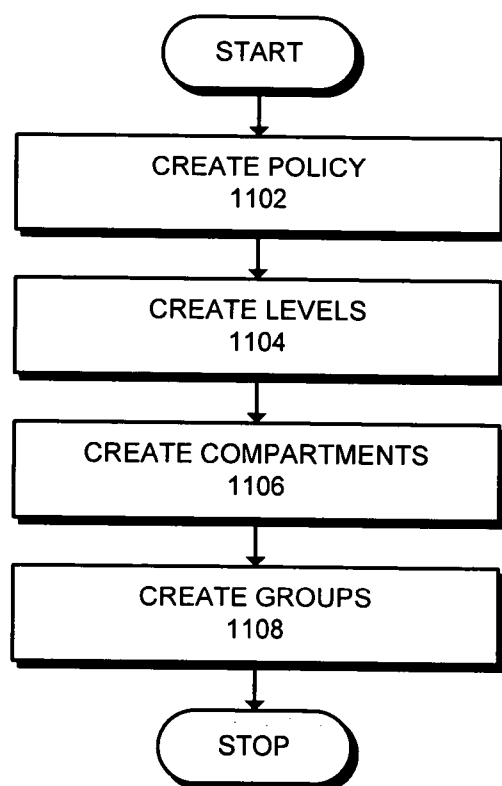 START
CREATE POLICY
1102
CREATE LEVELS
1104
CREATE COMPARTMENTS
1106
CREATE GROUPS
1108
STOP